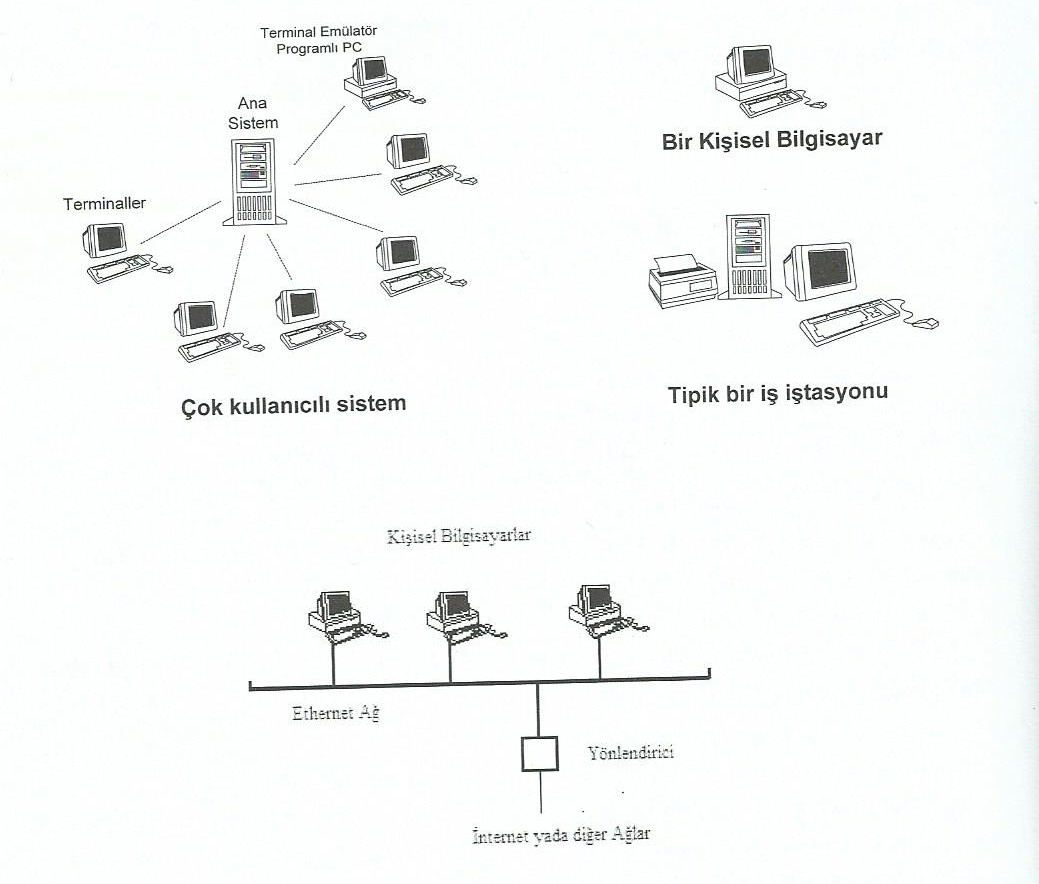 Terminal Emülatör
Programlı PC
Ana
Sistem
Terminaller
Çok kullanıcılı sistem
Bir Kişisel Bilgisayar
Tipik bir iş iştasyonu
Kişisel Bilgisayarlar
Ethernet Ağ
Yönlendirici
İnternet yada diğer Ağlar